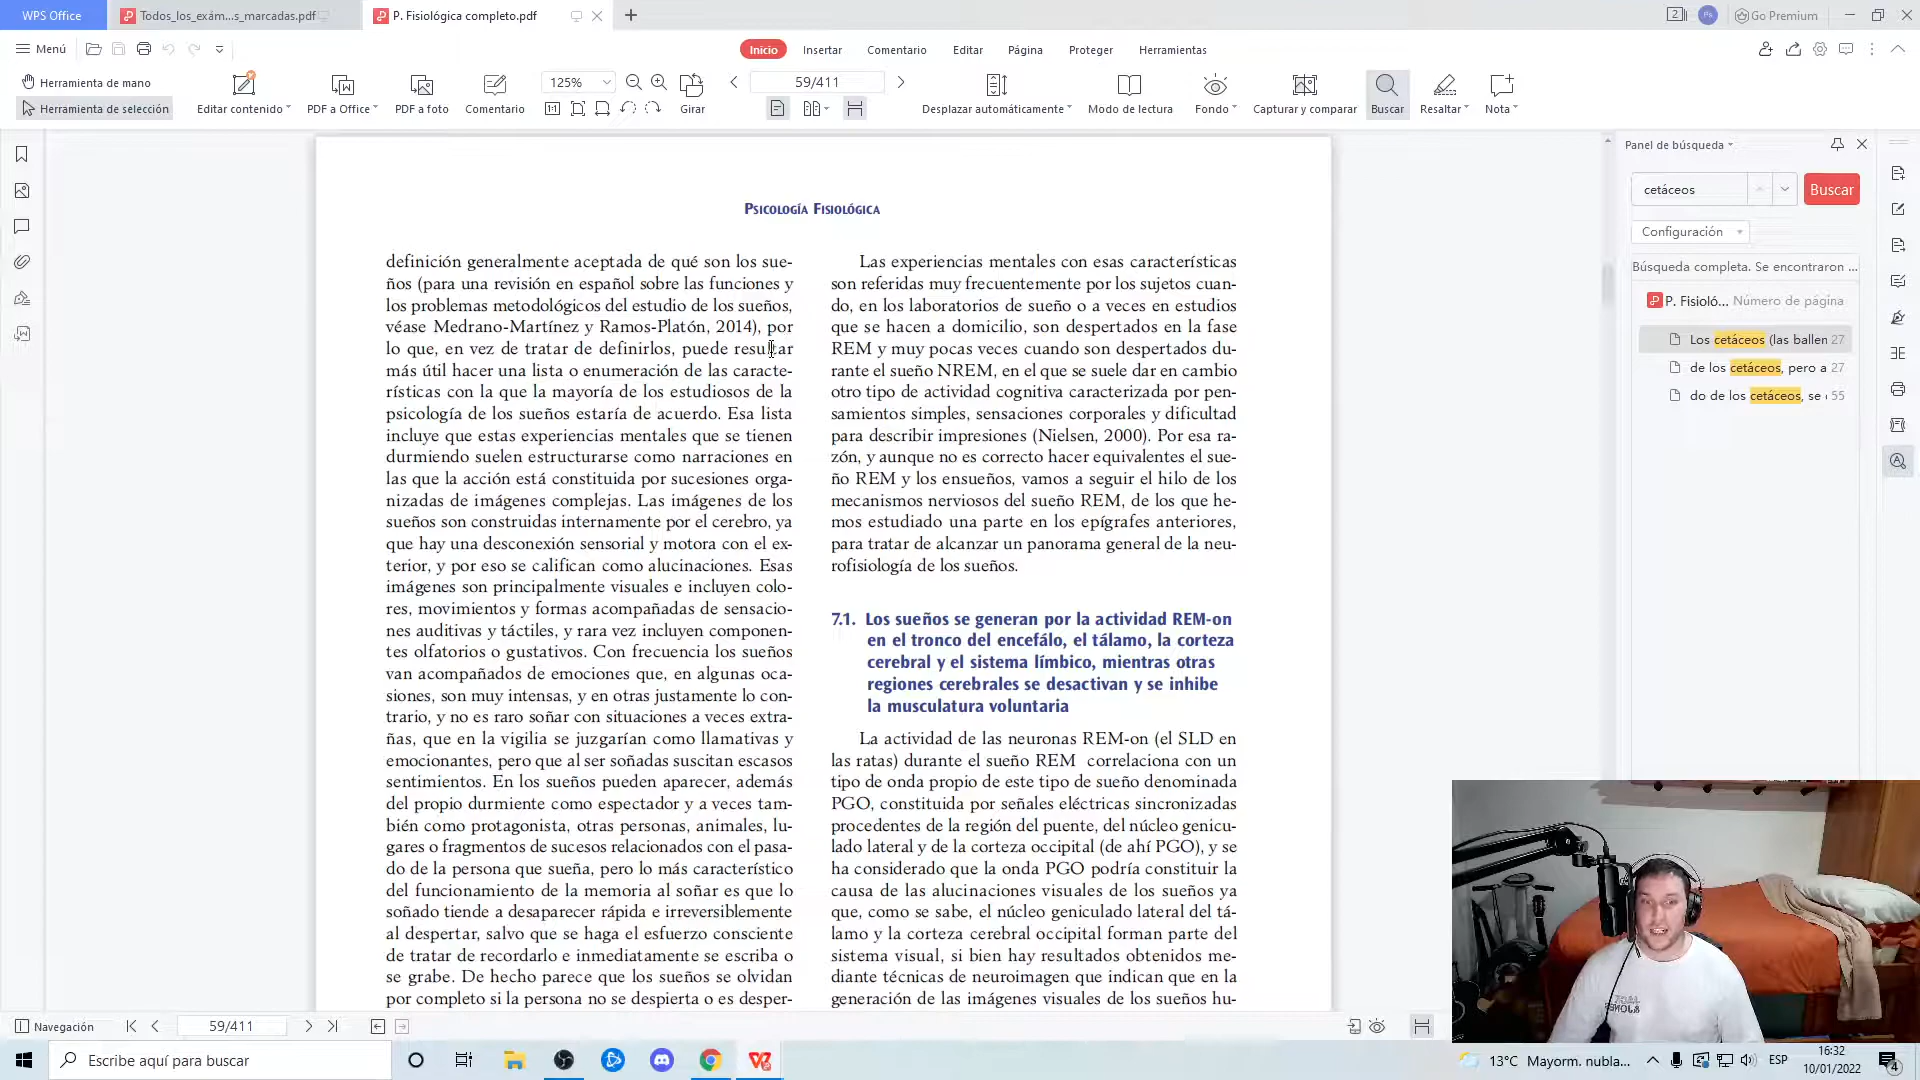 WPS Office
Todos_los_exám...s_marcadas.pdf
P. Fisiológica completo.pdf
2
Go Premium
Menú
Inicio
Insertar
Comentario
Editar
Página
Proteger
Herramientas
Herramienta de mano
Herramienta de selección
Editar contenido
PDF a Office
PDF a foto
Comentario
125%
Girar
59/411
Desplazar automáticamente
Modo de lectura
Fondo
Capturar y comparar
Buscar
Resaltar
Nota
PSICOLOGÍA FISIOLÓGICA
definición generalmente aceptada de qué son los sue-
ños (para una revisión en español sobre las funciones y
los problemas metodológicos del estudio de los sueños,
véase Medrano-Martínez y Ramos-Platón, 2014), por
lo que, en vez de tratar de definirlos, puede resultar
más útil hacer una lista o enumeración de las caracte-
rísticas con la que la mayoría de los estudiosos de la
psicología de los sueños estaría de acuerdo. Esa lista
incluye que estas experiencias mentales que se tienen
durmiendo suelen estructurarse como narraciones en
las que la acción está constituida por sucesiones orga-
nizadas de imágenes complejas. Las imágenes de los
sueños son construidas internamente por el cerebro, ya
que hay una desconexión sensorial y motora con el ex-
terior, y por eso se califican como alucinaciones. Esas
imágenes son principalmente visuales e incluyen colo-
res, movimientos y formas acompañadas de sensacio-
nes auditivas y táctiles, y rara vez incluyen componen-
tes olfatorios o gustativos. Con frecuencia los sueños
van acompañados de emociones que, en algunas oca-
siones, son muy intensas, y en otras justamente lo con-
trario, y no es raro soñar con situaciones a veces extra-
ñas, que en la vigilia se juzgarían como llamativas y
emocionantes, pero que al ser soñadas suscitan escasos
sentimientos. En los sueños pueden aparecer, además
del propio durmiente como espectador y a veces tam-
bién como protagonista, otras personas, animales, lu-
gares o fragmentos de sucesos relacionados con el pasa-
do de la persona que sueña, pero lo más característico
del funcionamiento de la memoria al soñar es que lo
soñado tiende a desaparecer rápida e irreversiblemente
al despertar, salvo que se haga el esfuerzo consciente
de tratar de recordarlo e inmediatamente se escriba o
se grabe. De hecho parece que los sueños se olvidan
por completo si la persona no se despierta o es desper-
Las experiencias mentales con esas características
son referidas muy frecuentemente por los sujetos cuan-
do, en los laboratorios de sueño o a veces en estudios
que se hacen a domicilio, son despertados en la fase
REM y muy pocas veces cuando son despertados du-
rante el sueño NREM, en el que se suele dar en cambio
otro tipo de actividad cognitiva caracterizada por pen-
samientos simples, sensaciones corporales y dificultad
para describir impresiones (Nielsen, 2000). Por esa ra-
zón, y aunque no es correcto hacer equivalentes el sue-
ño REM y los ensueños, vamos a seguir el hilo de los
mecanismos nerviosos del sueño REM, de los que he-
mos estudiado una parte en los epígrafes anteriores,
para tratar de alcanzar un panorama general de la neu-
rofisiología de los sueños.
7.1. Los sueños se generan por la actividad REM-on
en el tronco del encefálo, el tálamo, la corteza
cerebral y el sistema límbico, mientras otras
regiones cerebrales se desactivan y se inhibe
la musculatura voluntaria
La actividad de las neuronas REM-on (el SLD en
las ratas) durante el sueño REM correlaciona con un
tipo de onda propio de este tipo de sueño denominada
PGO, constituida por señales eléctricas sincronizadas
procedentes de la región del puente, del núcleo genicu-
lado lateral y de la corteza occipital (de ahí PGO), y se
ha considerado que la onda PGO podría constituir la
causa de las alucinaciones visuales de los sueños ya
que, como se sabe, el núcleo geniculado lateral del tá-
lamo y la corteza cerebral occipital forman parte del
sistema visual, si bien hay resultados obtenidos me-
diante técnicas de neuroimagen que indican que en la
generación de las imágenes visuales de los sueños hu-
Panel de búsqueda
cetáceos
Buscar
Configuración
Búsqueda completa. Se encontraron ...
P. Fisioló... Número de página
Los cetáceos (las ballen 27
de los cetáceos, pero a 27
do de los cetáceos, se 55
Navegación
59/411
Escribe aquí para buscar
13°C Mayorm. nubla...
ESP
16:32
10/01/2022
4